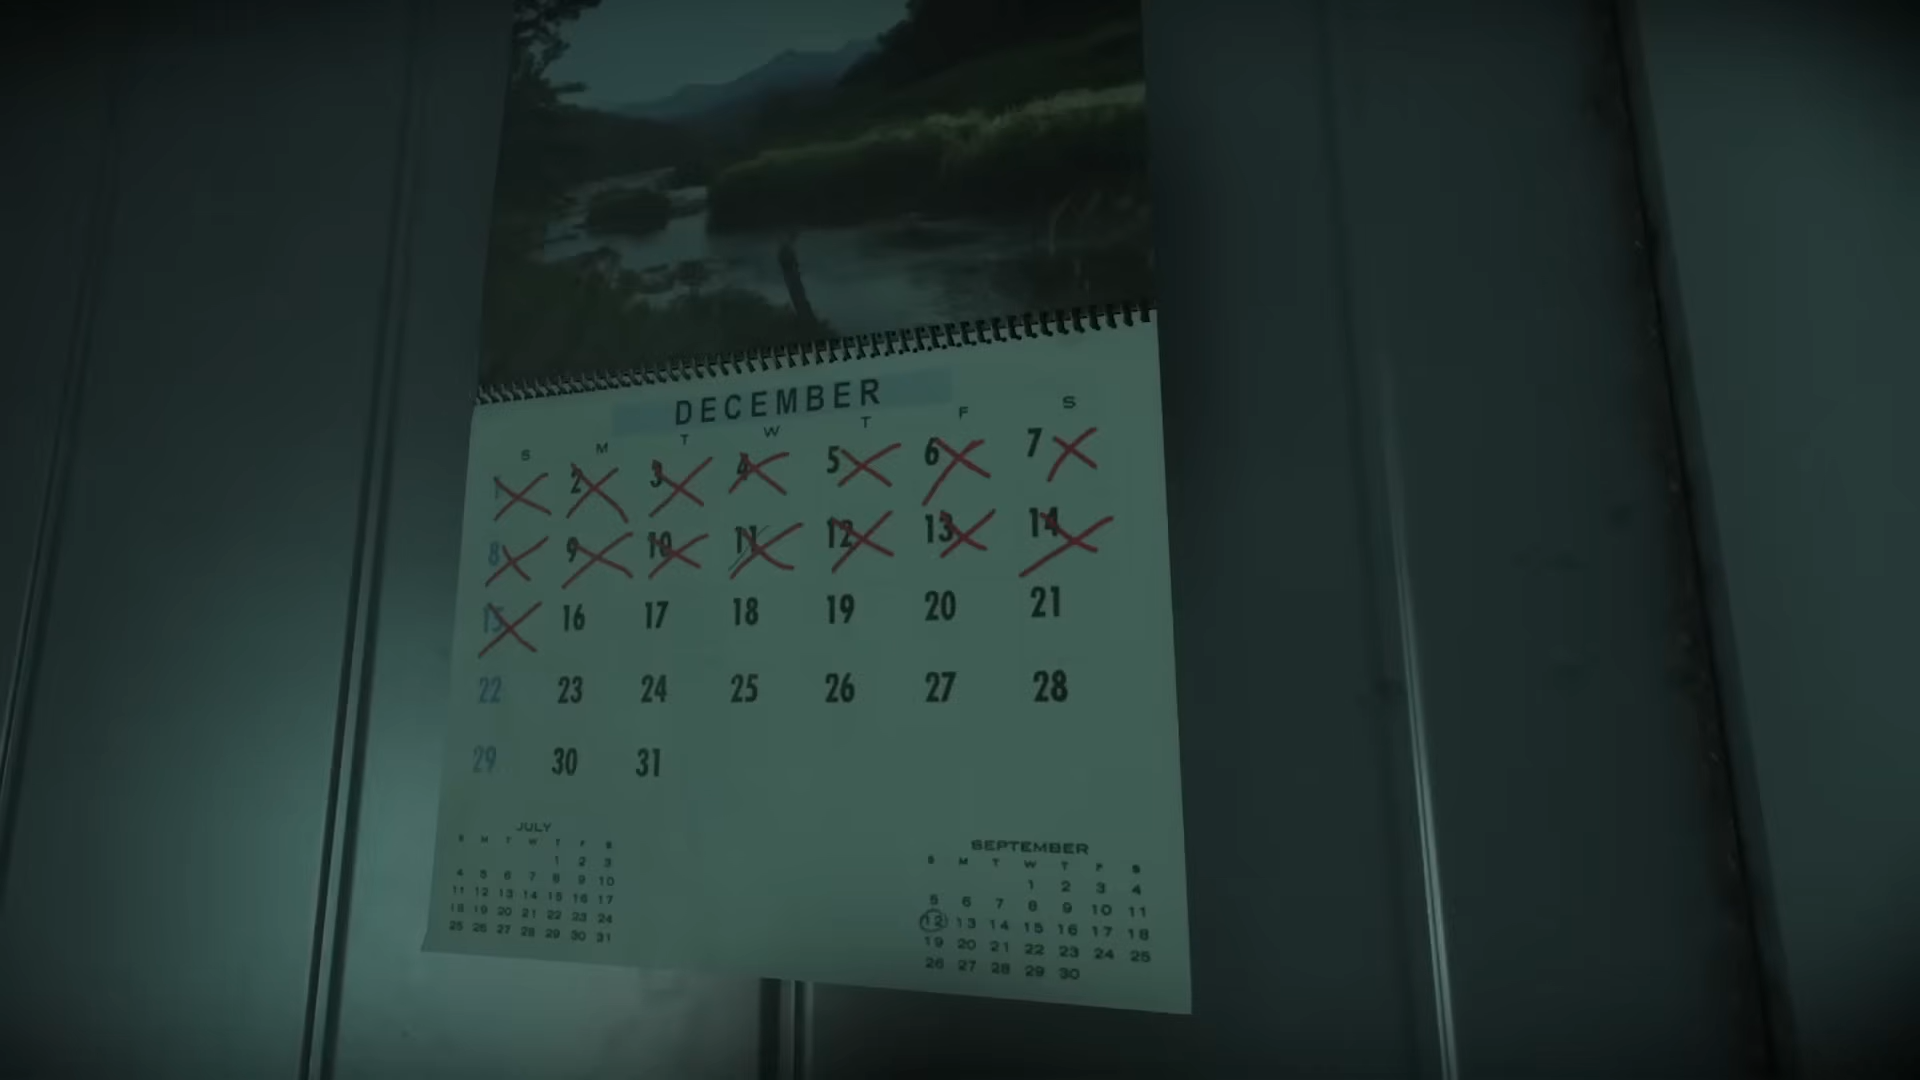 DECEMBER
S M T W T F S
1 2 3 4 5 6 7
8 9 10 11 12 13 14
15 16 17 18 19 20 21
22 23 24 25 26 27 28
29 30 31
JULY
S M T W T F S
1 2 3
4 5 6 7 8 9 10
11 12 13 14 15 16 17
18 19 20 21 22 23 24
25 26 27 28 29 30 31
SEPTEMBER
S M T W T F S
1 2 3 4
5 6 7 8 9 10 11
12 13 14 15 16 17 18
19 20 21 22 23 24 25
26 27 28 29 30